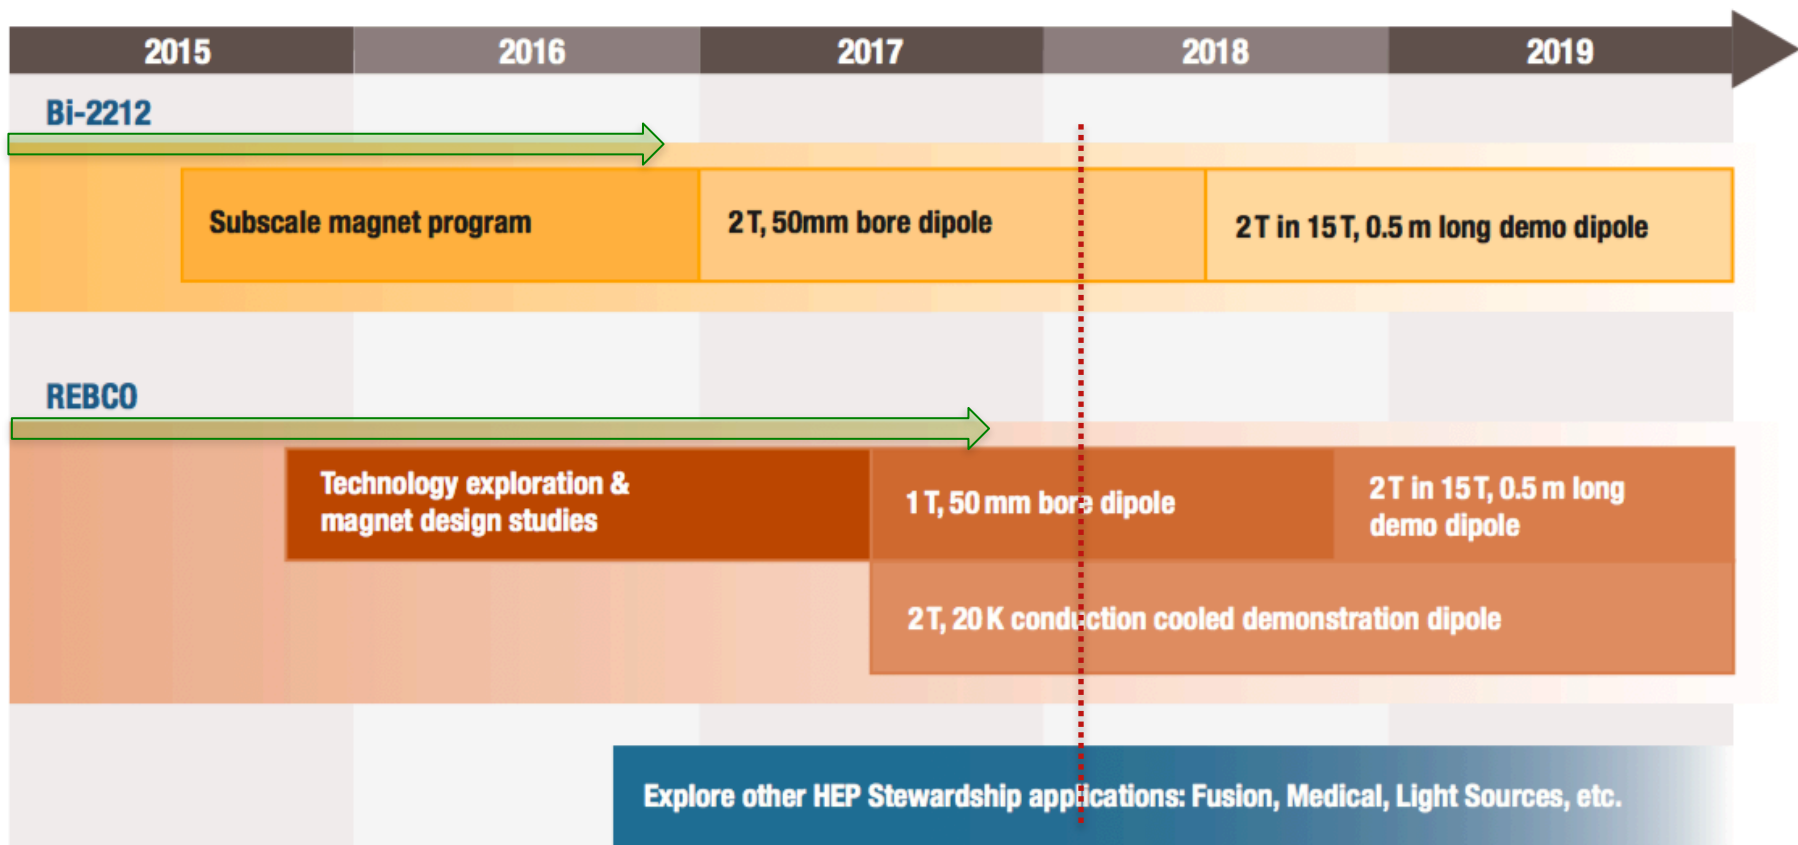 2015 2016 2017 2018 2019
Bi-2212
Subscale magnet program
2 T, 50mm bore dipole
2 T in 15 T, 0.5 m long demo dipole
REBCO
Technology exploration &
magnet design studies
1 T, 50 mm bore dipole
2 T in 15 T, 0.5 m long
demo dipole
2 T, 20 K conduction cooled demonstration dipole
Explore other HEP Stewardship applications: Fusion, Medical, Light Sources, etc.